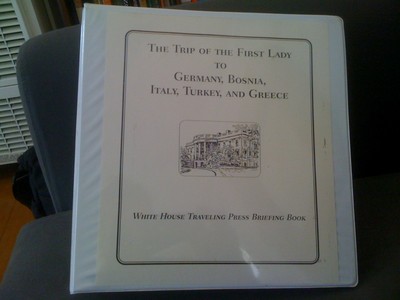 The Trip of the First Lady
to
Germany, Bosnia,
Italy, Turkey, and Greece
White House Traveling Press Briefing Book